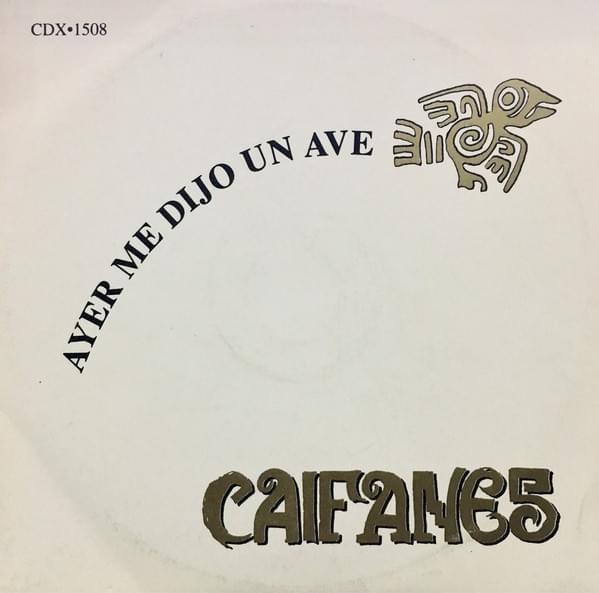 CDX•1508
AYER ME DIJO UN AVE
CAIFANES